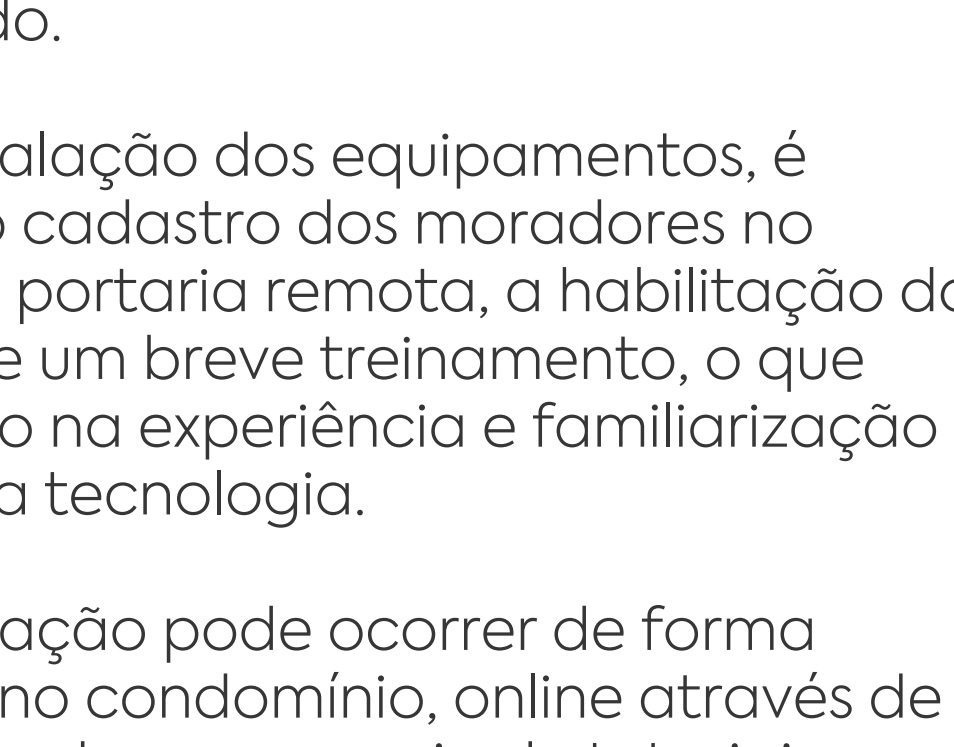 do.
alação dos equipamentos, é
o cadastro dos moradores no
portaria remota, a habilitação do
e um breve treinamento, o que
o na experiência e familiarização
a tecnologia.
ação pode ocorrer de forma
no condomínio, online através de